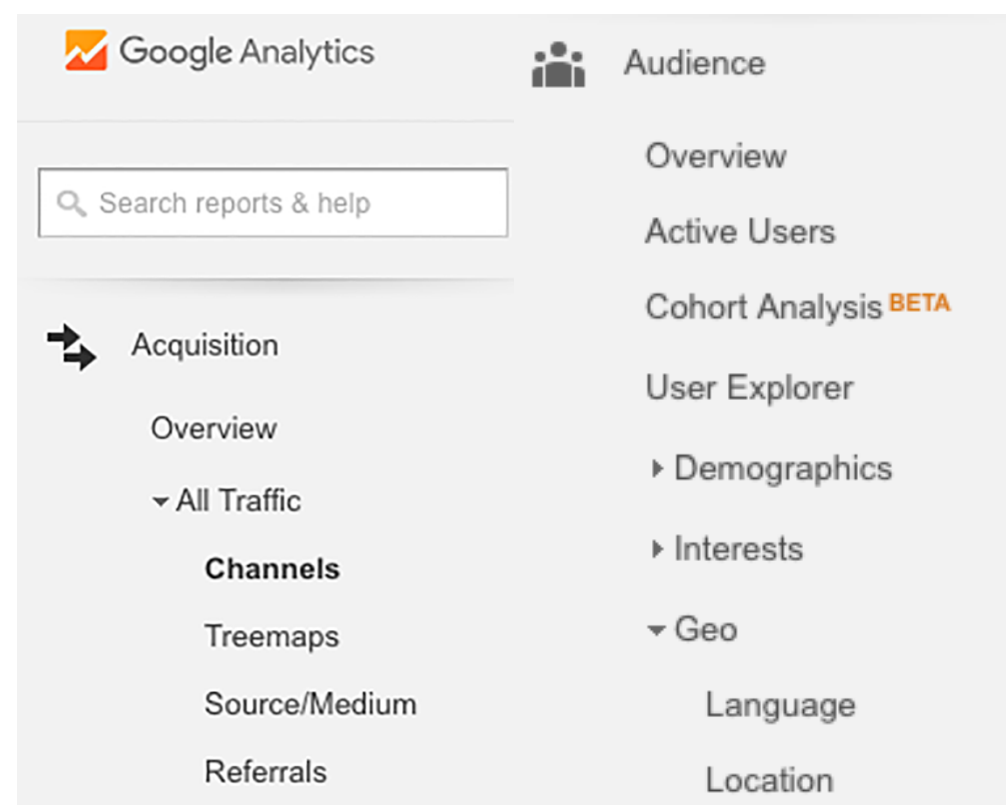 Google Analytics
Search reports & help
Acquisition
Overview
All Traffic
Channels
Treemaps
Source/Medium
Referrals
Audience
Overview
Active Users
Cohort Analysis BETA
User Explorer
Demographics
Interests
Geo
Language
Location